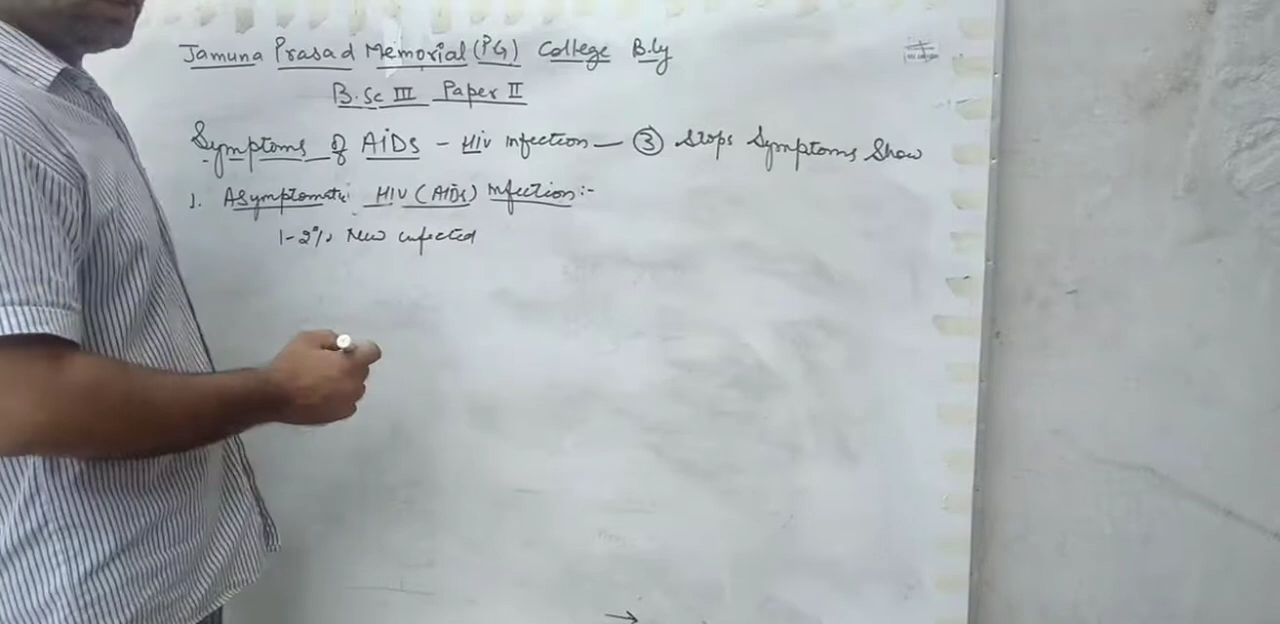 Jamuna Prasad Memorial (PG) College B.ly
B.Sc III Paper II
Symptoms of AiDS - Hiv infection - ③ Stops Symptoms Show
1. ASymptomatic HIV (AIDs) Infection:-
1-2% New infected